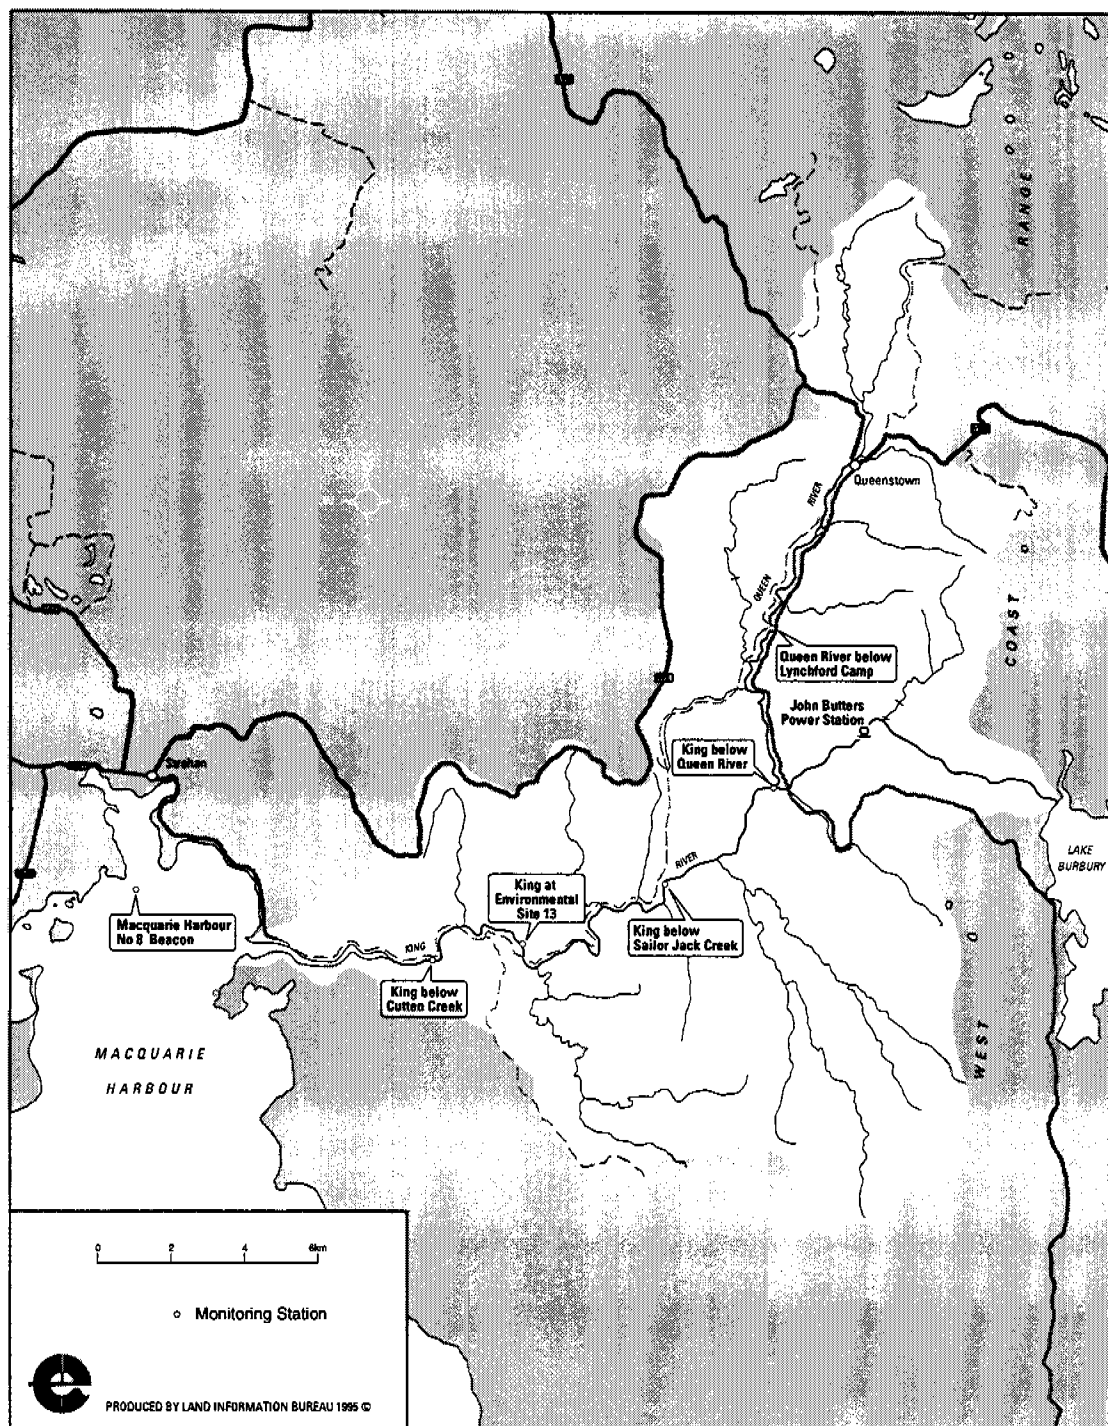 RANGE
Queenstown
RIVER
QUEEN
COAST
Queen River below
Lynchford Camp
John Butters
Power Station
King below
Queen River
Strahan
LAKE
BURBURY
RIVER
King at
Environmental
Site 13
Macquarie Harbour
No 8 Beacon
KING
King below
Sailor Jack Creek
King below
Cutten Creek
WEST
MACQUARIE
HARBOUR
0 2 4 6km
Monitoring Station
e
PRODUCED BY LAND INFORMATION BUREAU 1995 ©